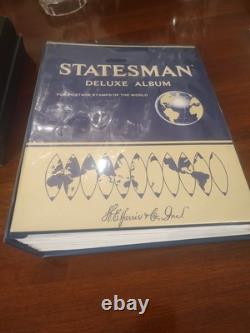 STATESMAN
DELUXE ALBUM
FOR POSTAGE STAMPS OF THE WORLD
H.E. Harris & Co., Inc.